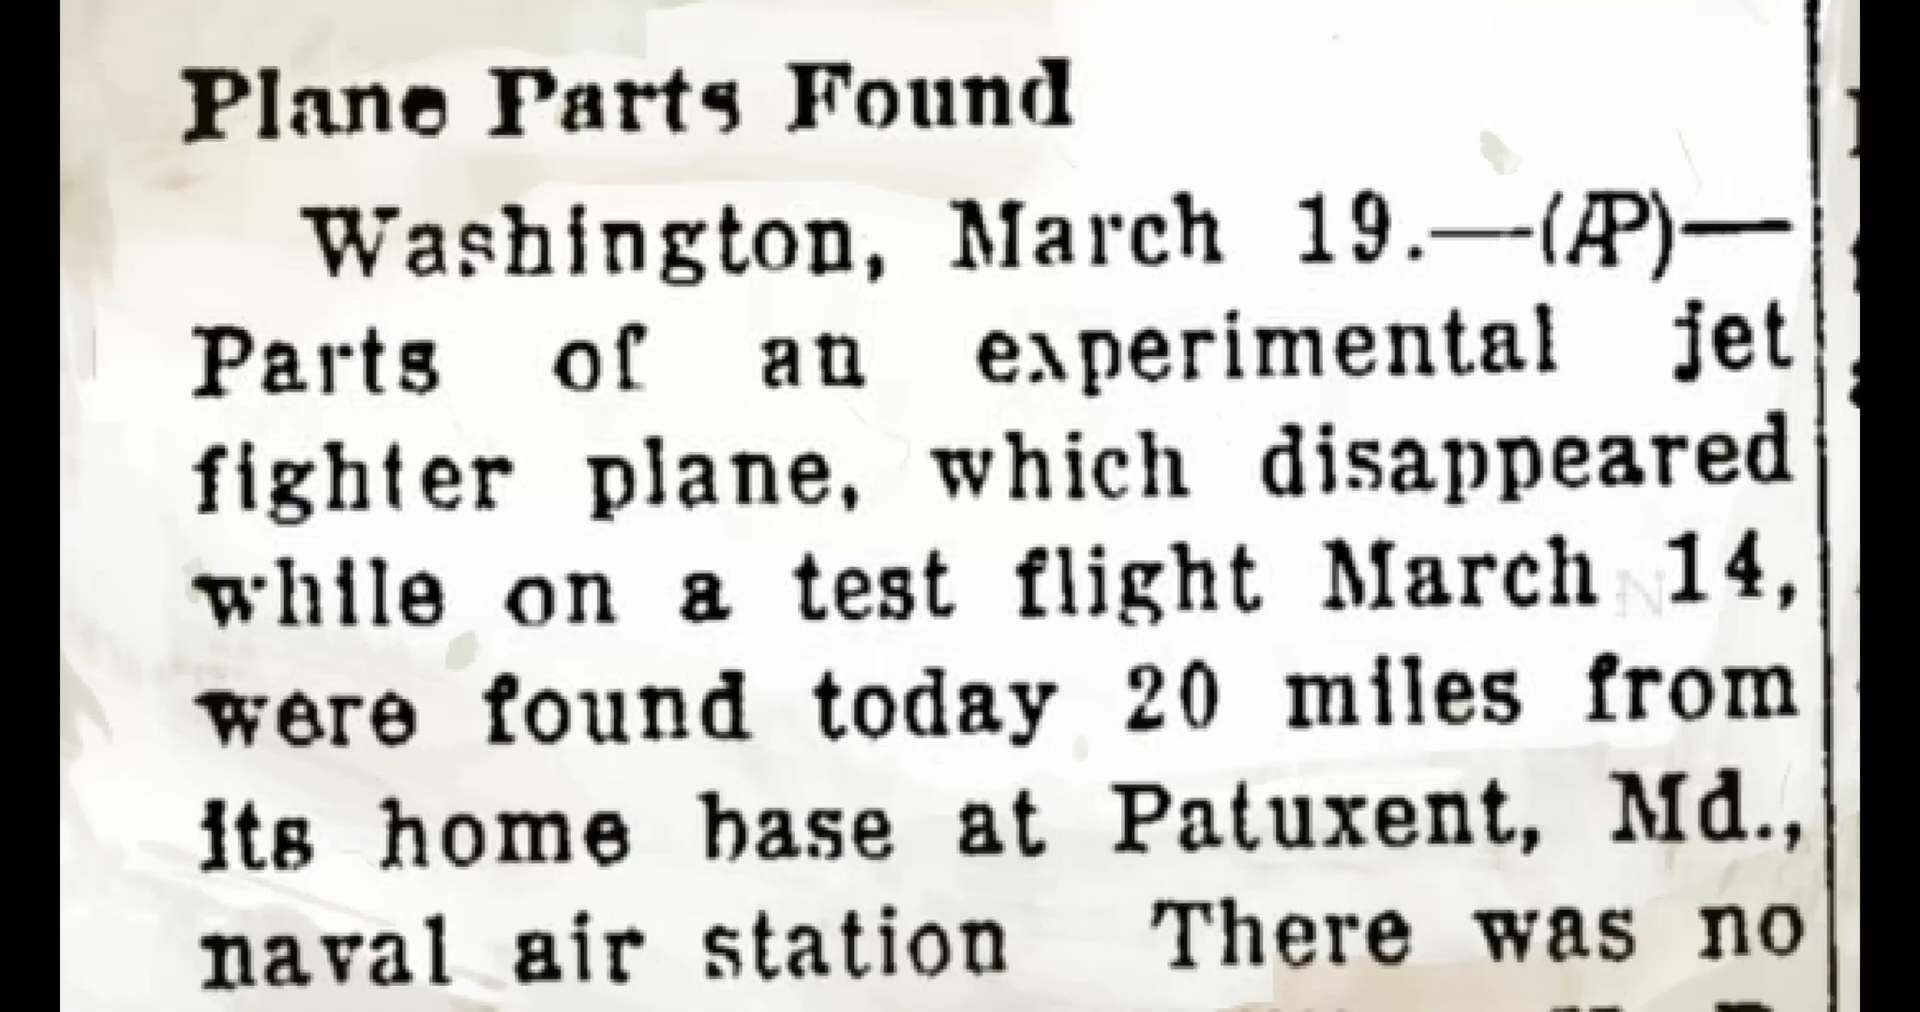 Plane Parts Found
Washington, March 19.—(AP)—
Parts of an experimental jet
fighter plane, which disappeared
while on a test flight March 14,
were found today 20 miles from
its home base at Patuxent, Md.,
naval air station There was no